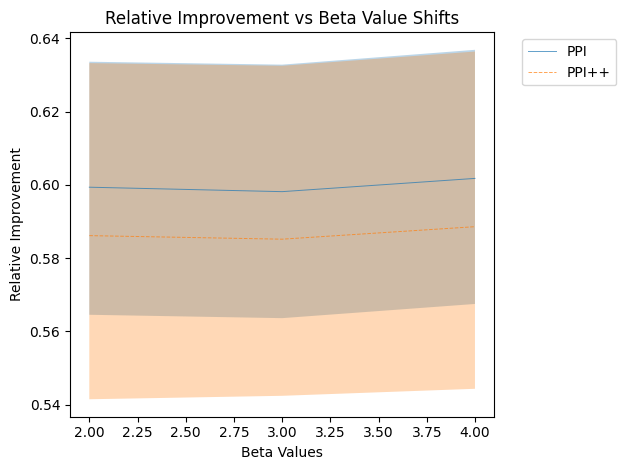 Relative Improvement vs Beta Value Shifts
PPI
PPI++
Relative Improvement
0.64
0.62
0.60
0.58
0.56
0.54
2.00 2.25 2.50 2.75 3.00 3.25 3.50 3.75 4.00
Beta Values